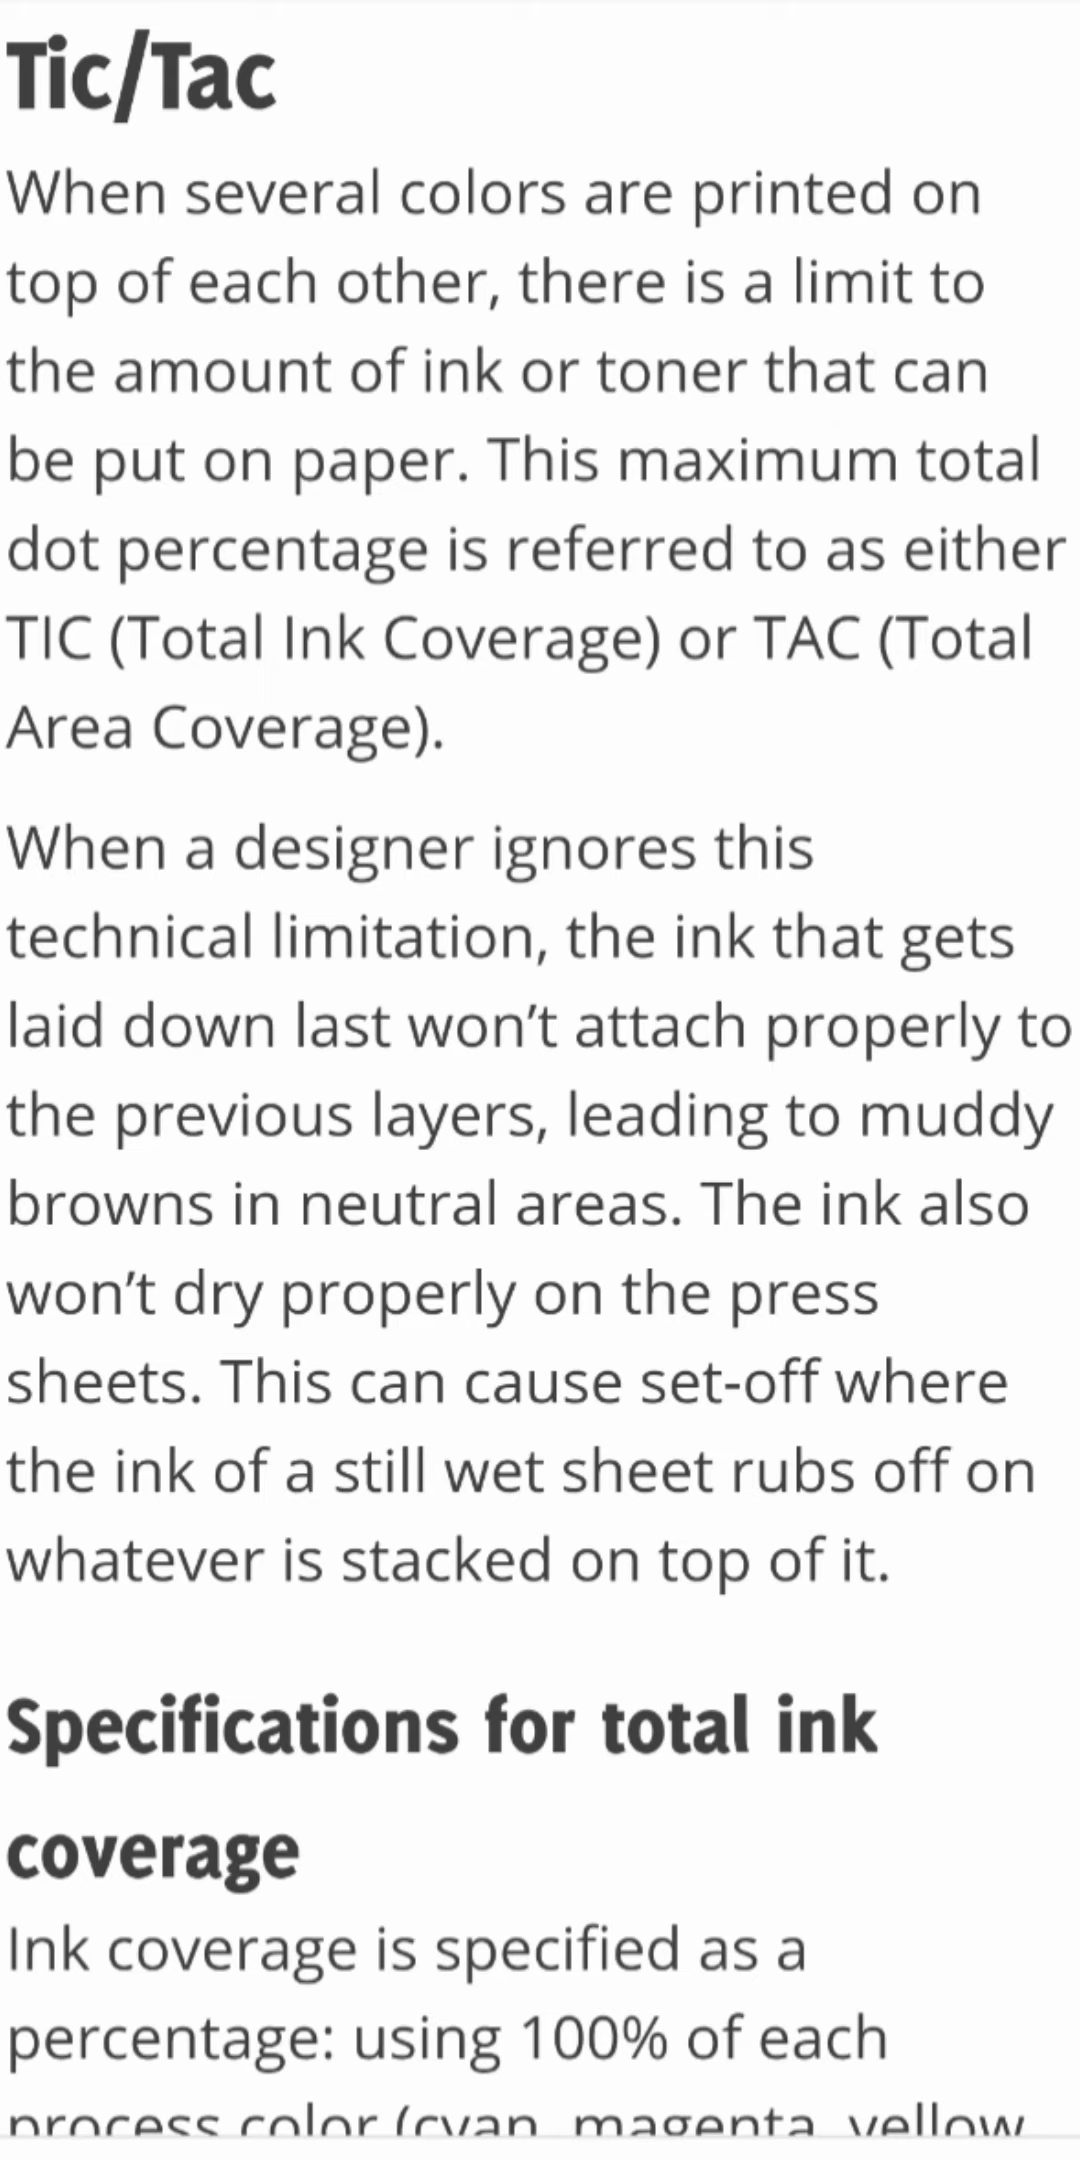 Tic/Tac
When several colors are printed on
top of each other, there is a limit to
the amount of ink or toner that can
be put on paper. This maximum total
dot percentage is referred to as either
TIC (Total Ink Coverage) or TAC (Total
Area Coverage).
When a designer ignores this
technical limitation, the ink that gets
laid down last won’t attach properly to
the previous layers, leading to muddy
browns in neutral areas. The ink also
won’t dry properly on the press
sheets. This can cause set-off where
the ink of a still wet sheet rubs off on
whatever is stacked on top of it.
Specifications for total ink
coverage
Ink coverage is specified as a
percentage: using 100% of each
process color (cyan, magenta, yellow